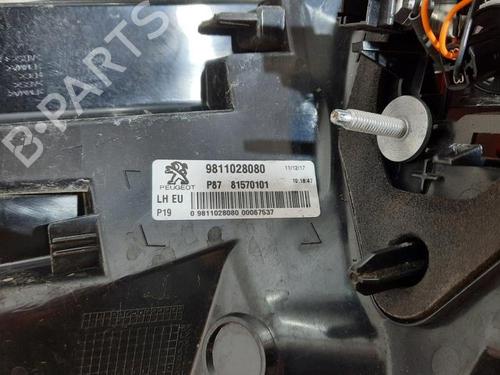 B-PARTS
PEUGEOT
9811028080 11/12/17
P87 81570101 10:18:47
LH EU
P19 0 9811028080 00067537